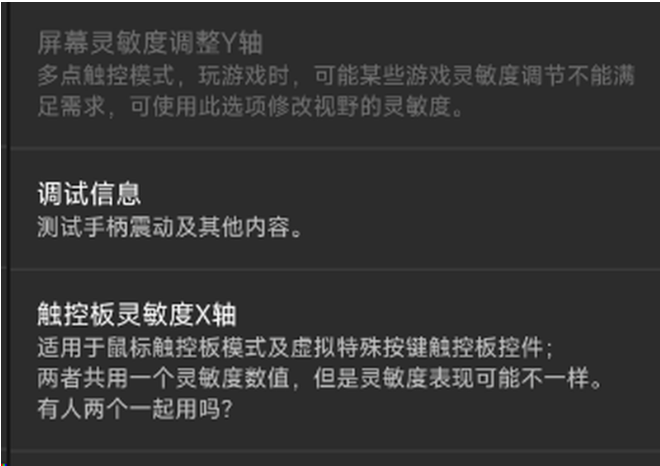 屏幕灵敏度调整Y轴
多点触控模式，玩游戏时，可能某些游戏灵敏度调节不能满
足需求，可使用此选项修改视野的灵敏度。
调试信息
测试手柄震动及其他内容。
触控板灵敏度X轴
适用于鼠标触控板模式及虚拟特殊按键触控板控件；
两者共用一个灵敏度数值，但是灵敏度表现可能不一样。
有人两个一起用吗？